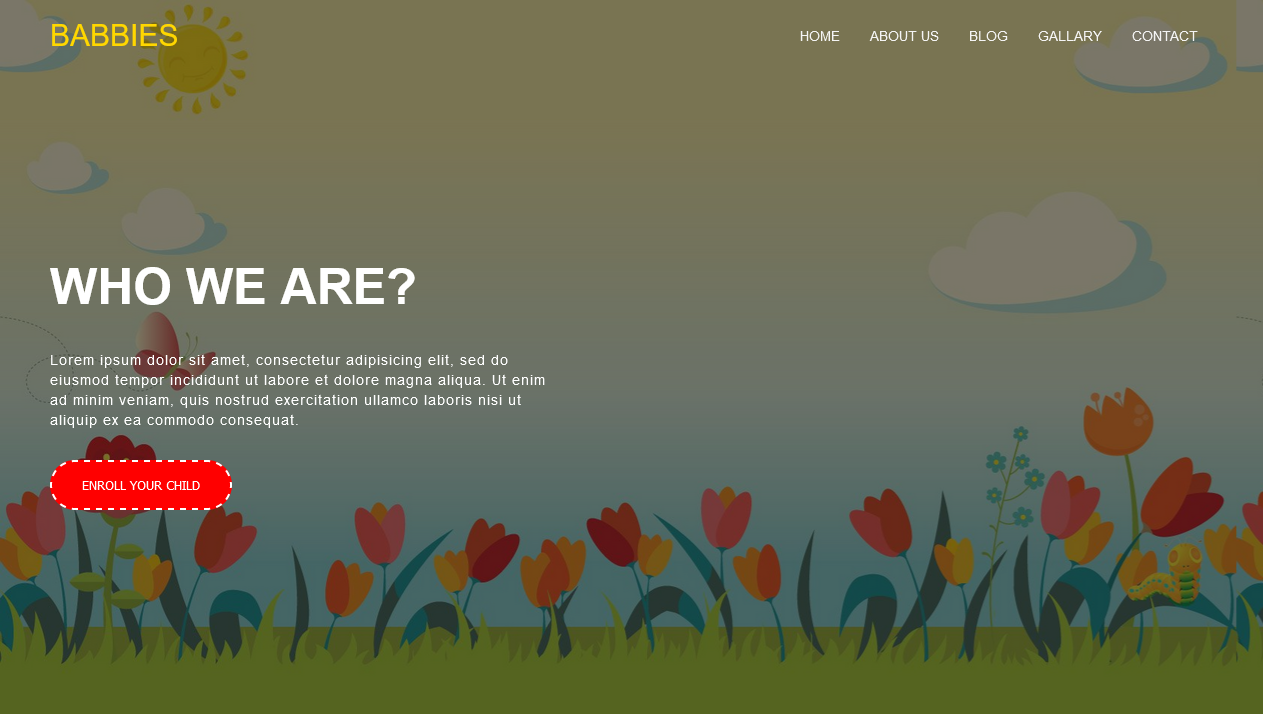 BABBIES
HOME ABOUT US BLOG GALLARY CONTACT
WHO WE ARE?
Lorem ipsum dolor sit amet, consectetur adipisicing elit, sed do
eiusmod tempor incididunt ut labore et dolore magna aliqua. Ut enim
ad minim veniam, quis nostrud exercitation ullamco laboris nisi ut
aliquip ex ea commodo consequat.
ENROLL YOUR CHILD